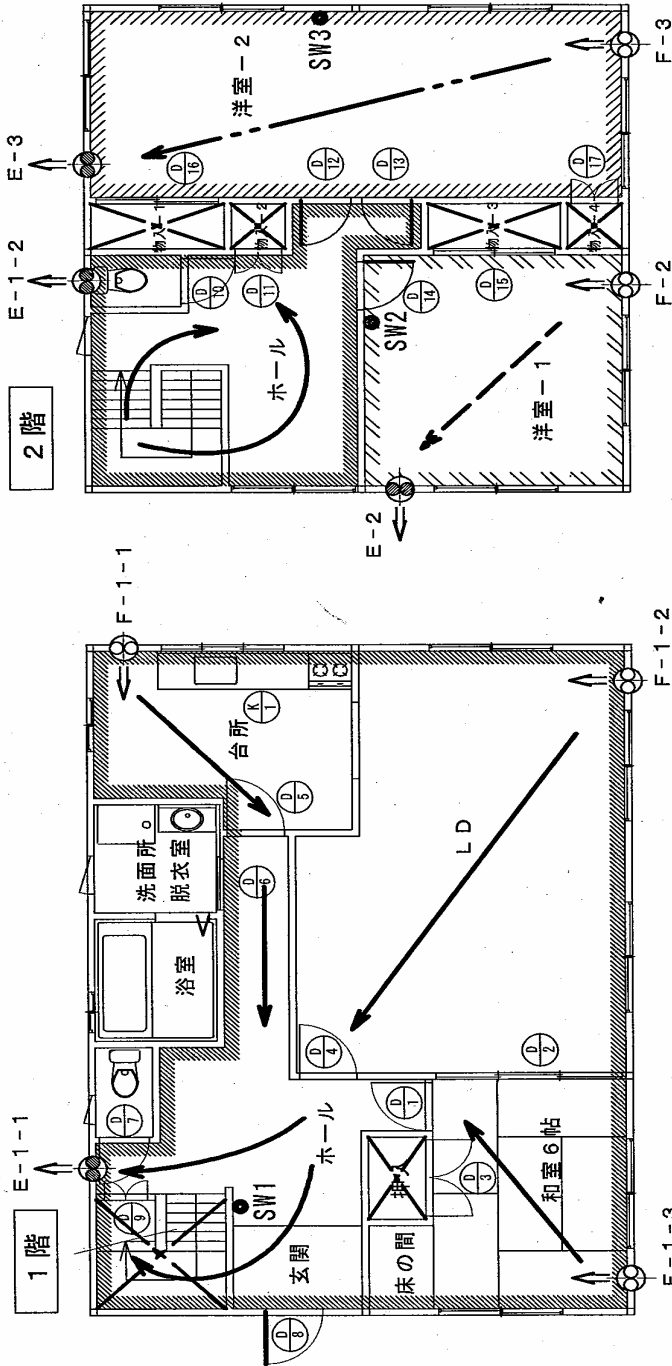 2階
E-1-2
E-3
D
10
D
11
物入-1
物入-2
D
16
ホール
洋室-2
D
12
D
13
SW3
SW2
D
14
D
15
物入-3
物入-4
D
17
洋室-1
E-2
F-2
F-3
1階
E-1-1
F-1-1
D
9
D
7
浴室
洗面所
脱衣室
台所
K
1
D
5
D
6
SW1
ホール
玄関
D
8
床の間
押入
D
1
D
3
D
4
D
2
LD
和室6帖
F-1-3
F-1-2